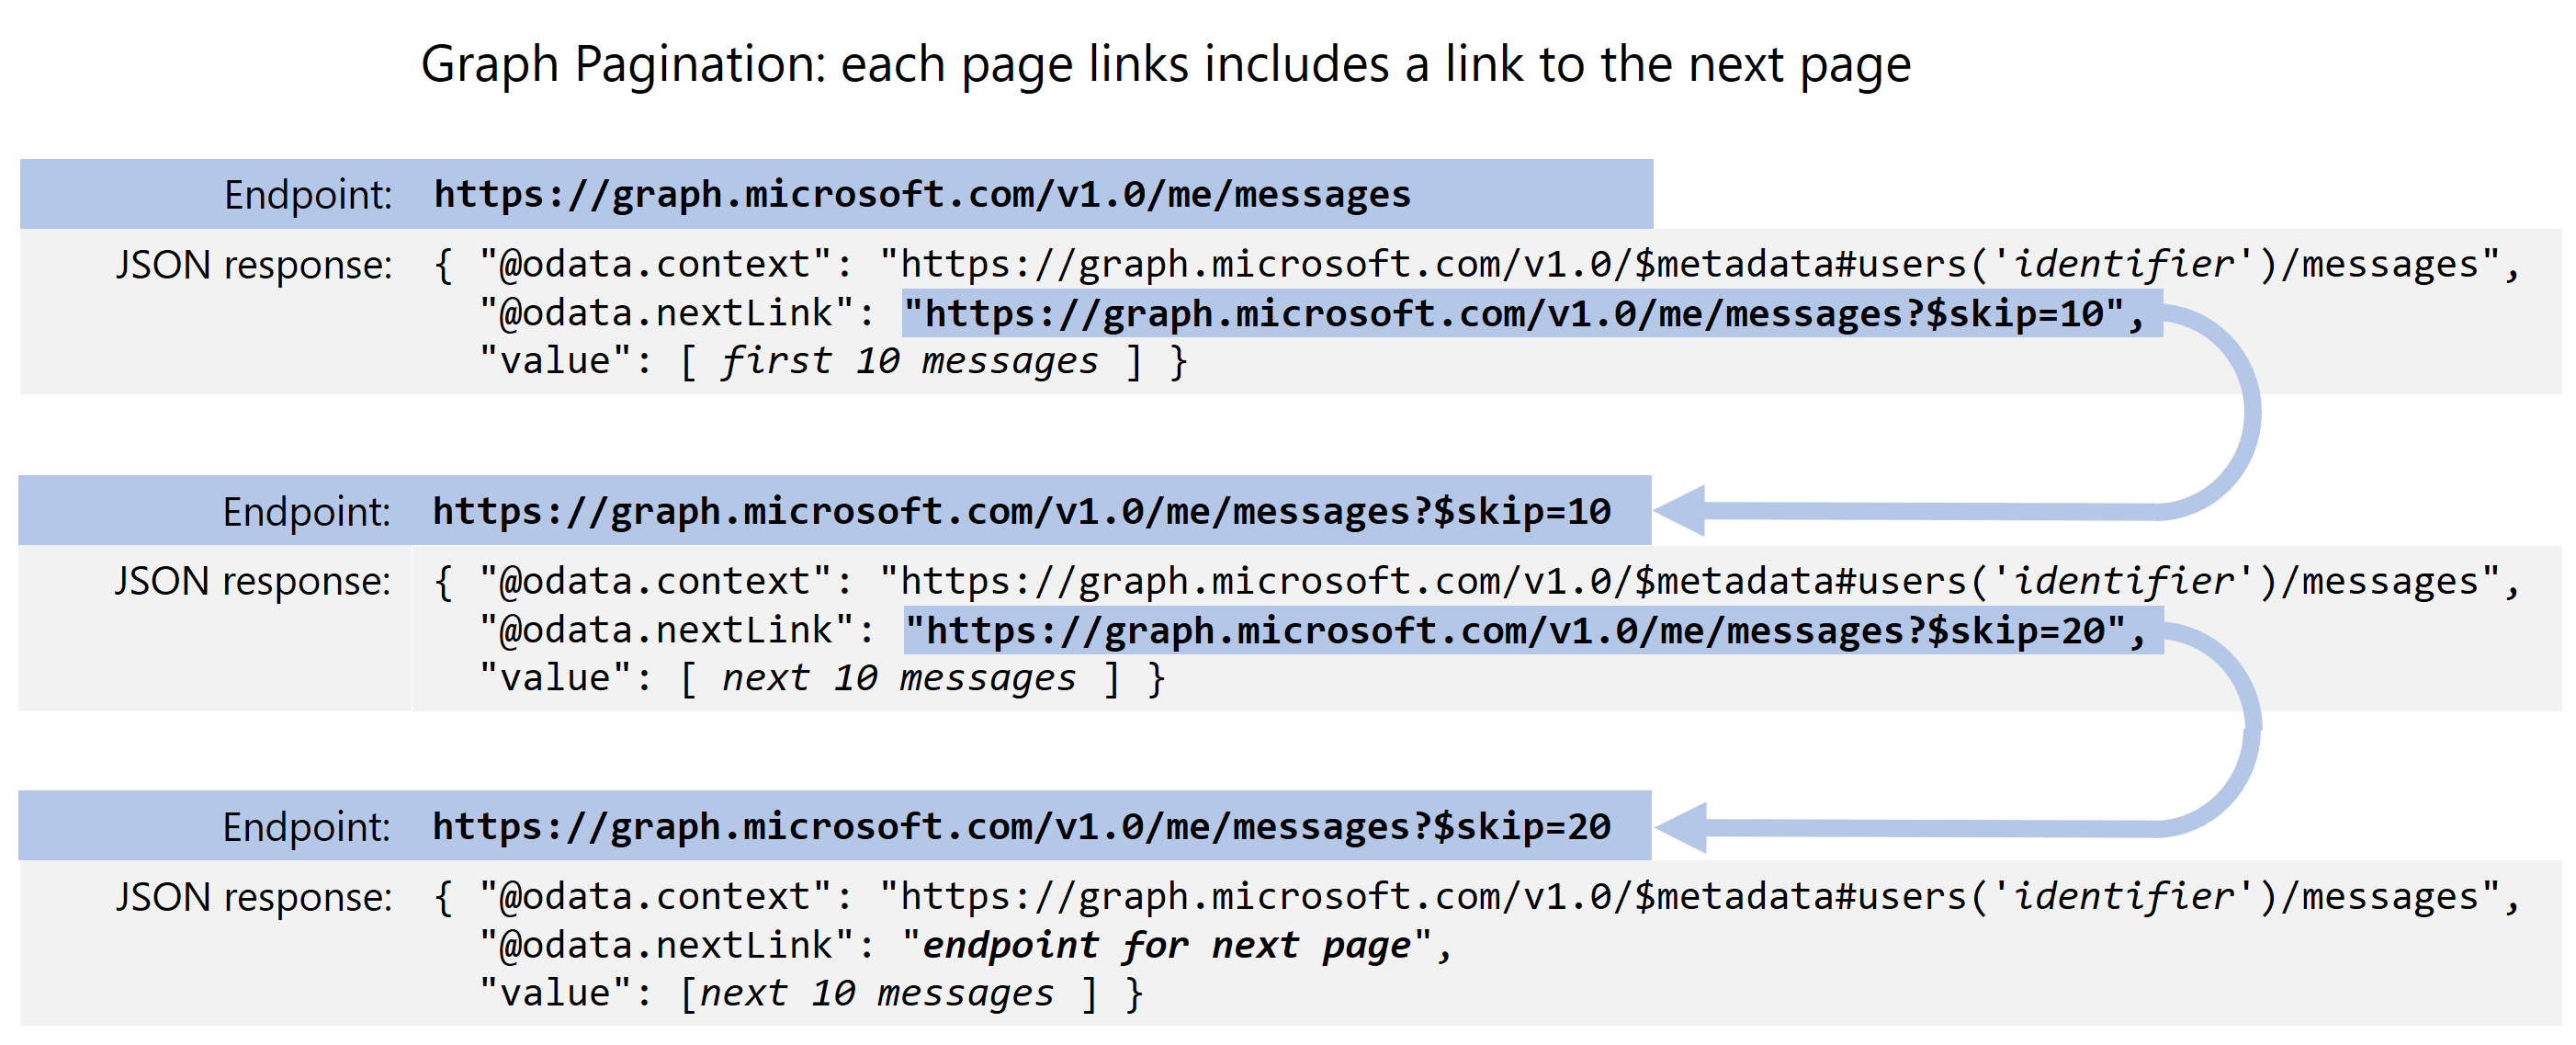 Graph Pagination: each page links includes a link to the next page
Endpoint: https://graph.microsoft.com/v1.0/me/messages
JSON response: { "@odata.context": "https://graph.microsoft.com/v1.0/$metadata#users('identifier')/messages",
"@odata.nextLink": "https://graph.microsoft.com/v1.0/me/messages?$skip=10",
"value": [ first 10 messages ] }
Endpoint: https://graph.microsoft.com/v1.0/me/messages?$skip=10
JSON response: { "@odata.context": "https://graph.microsoft.com/v1.0/$metadata#users('identifier')/messages",
"@odata.nextLink": "https://graph.microsoft.com/v1.0/me/messages?$skip=20",
"value": [ next 10 messages ] }
Endpoint: https://graph.microsoft.com/v1.0/me/messages?$skip=20
JSON response: { "@odata.context": "https://graph.microsoft.com/v1.0/$metadata#users('identifier')/messages",
"@odata.nextLink": "endpoint for next page",
"value": [next 10 messages ] }